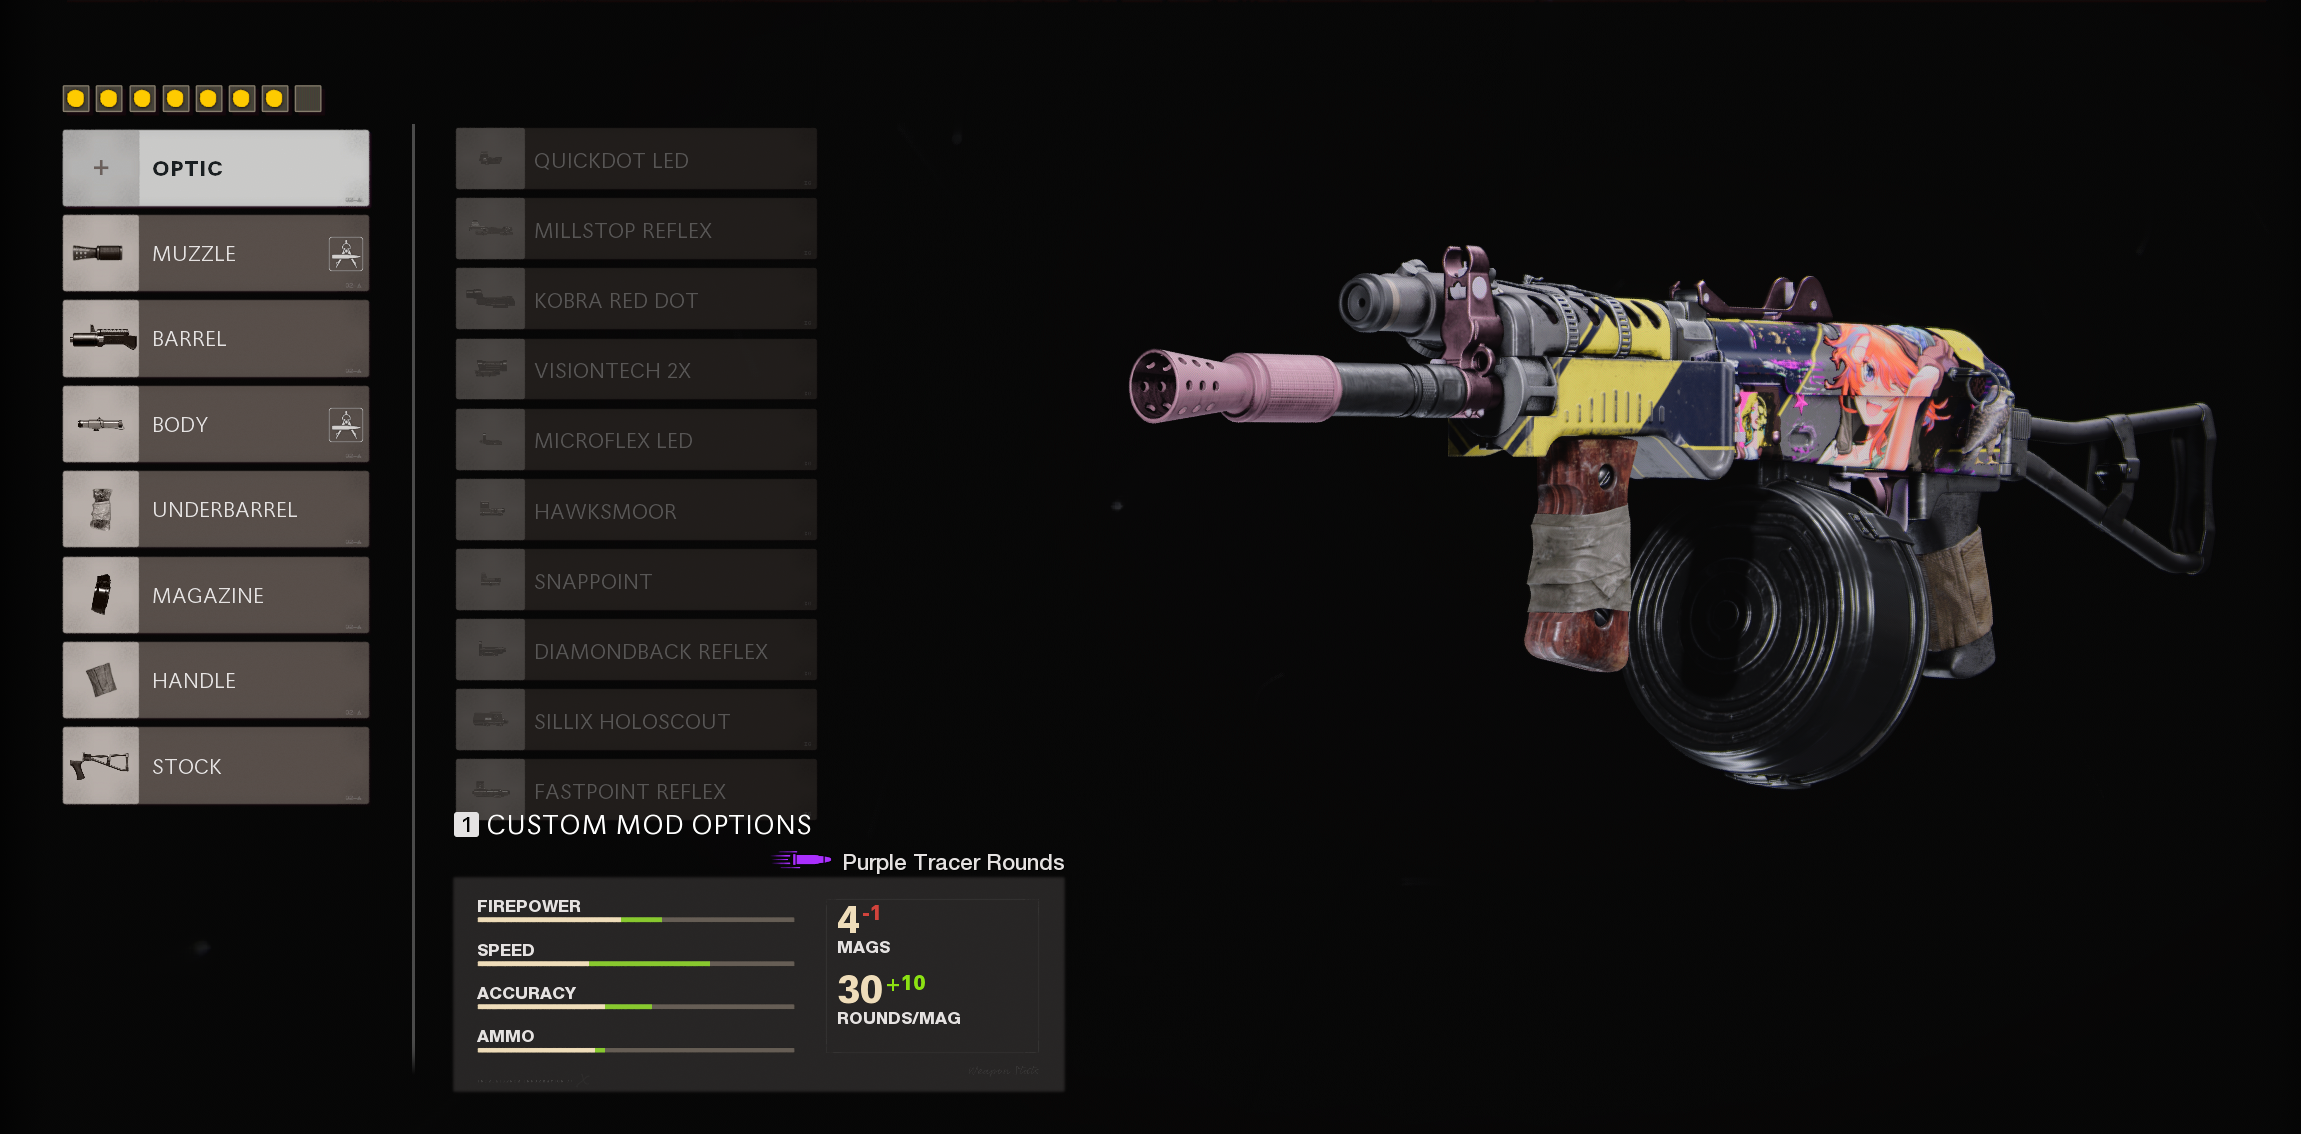 + OPTIC
MUZZLE
BARREL
BODY
UNDERBARREL
MAGAZINE
HANDLE
STOCK
QUICKDOT LED
MILLSTOP REFLEX
KOBRA RED DOT
VISIONTECH 2X
MICROFLEX LED
HAWKSMOOR
SNAPPOINT
DIAMONDBACK REFLEX
SILLIX HOLOSCOUT
FASTPOINT REFLEX
1 CUSTOM MOD OPTIONS
Purple Tracer Rounds
FIREPOWER
SPEED
ACCURACY
AMMO
4 -1
MAGS
30 +10
ROUNDS/MAG